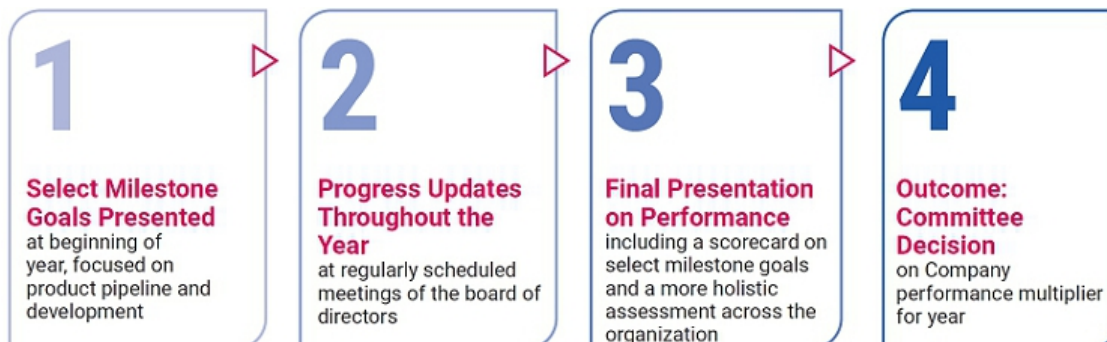 1
Select Milestone
Goals Presented
at beginning of
year, focused on
product pipeline and
development
2
Progress Updates
Throughout the
Year
at regularly scheduled
meetings of the board of
directors
3
Final Presentation
on Performance
including a scorecard on
select milestone goals
and a more holistic
assessment across the
organization
4
Outcome:
Committee
Decision
on Company
performance multiplier
for year